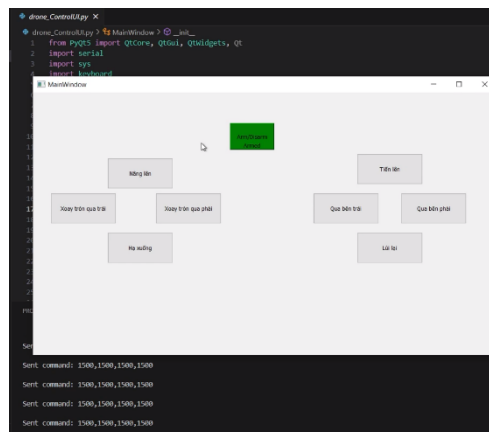 drone_ControlUI.py ×
drone_ControlUI.py > MainWindow > __init__
1 from PyQt5 import QtCore, QtGui, QtWidgets, Qt
2 import serial
3 import sys
4 import keyboard
MainWindow
Nâng lên
Tiến lên
Xoay tròn qua trái
Xoay tròn qua phải
Qua bên trái
Qua bên phải
Hạ xuống
Lùi lại
Sent command: 1500,1500,1500,1500
Sent command: 1500,1500,1500,1500
Sent command: 1500,1500,1500,1500
Sent command: 1500,1500,1500,1500